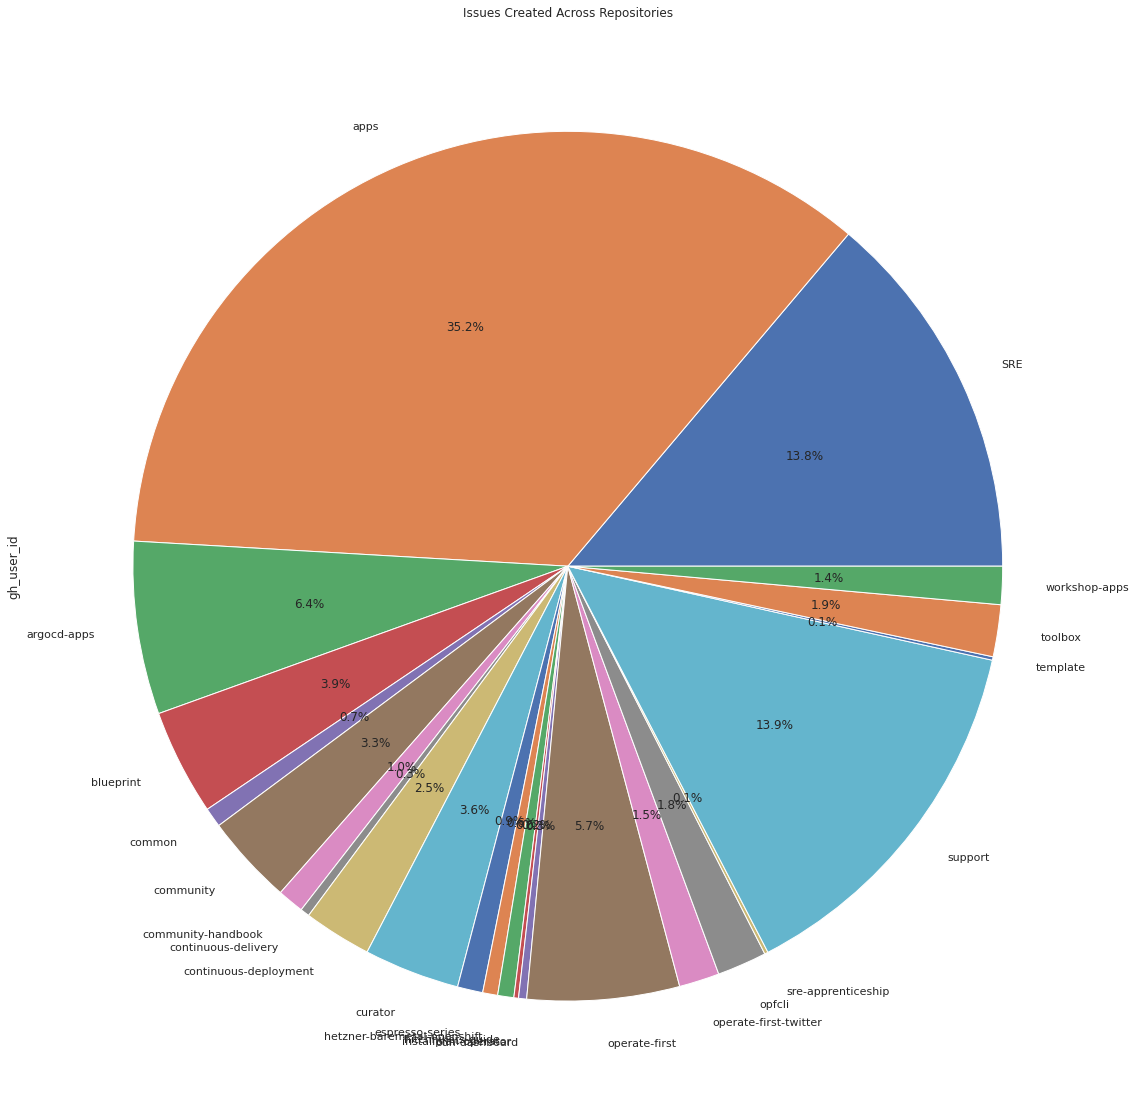 Issues Created Across Repositories
apps
SRE
35.2%
13.8%
gh_user_id
1.4%
workshop-apps
6.4%
1.9%
0.1%
argocd-apps
toolbox
template
3.9%
0.7%
13.9%
3.3%
1.0%
0.3%
2.5%
blueprint
3.6%
0.9%
5.7%
1.5%
1.8%
0.1%
common
support
community
community-handbook
continuous-delivery
continuous-deployment
sre-apprenticeship
opfcli
curator
operate-first-twitter
espresso-series
operate-first